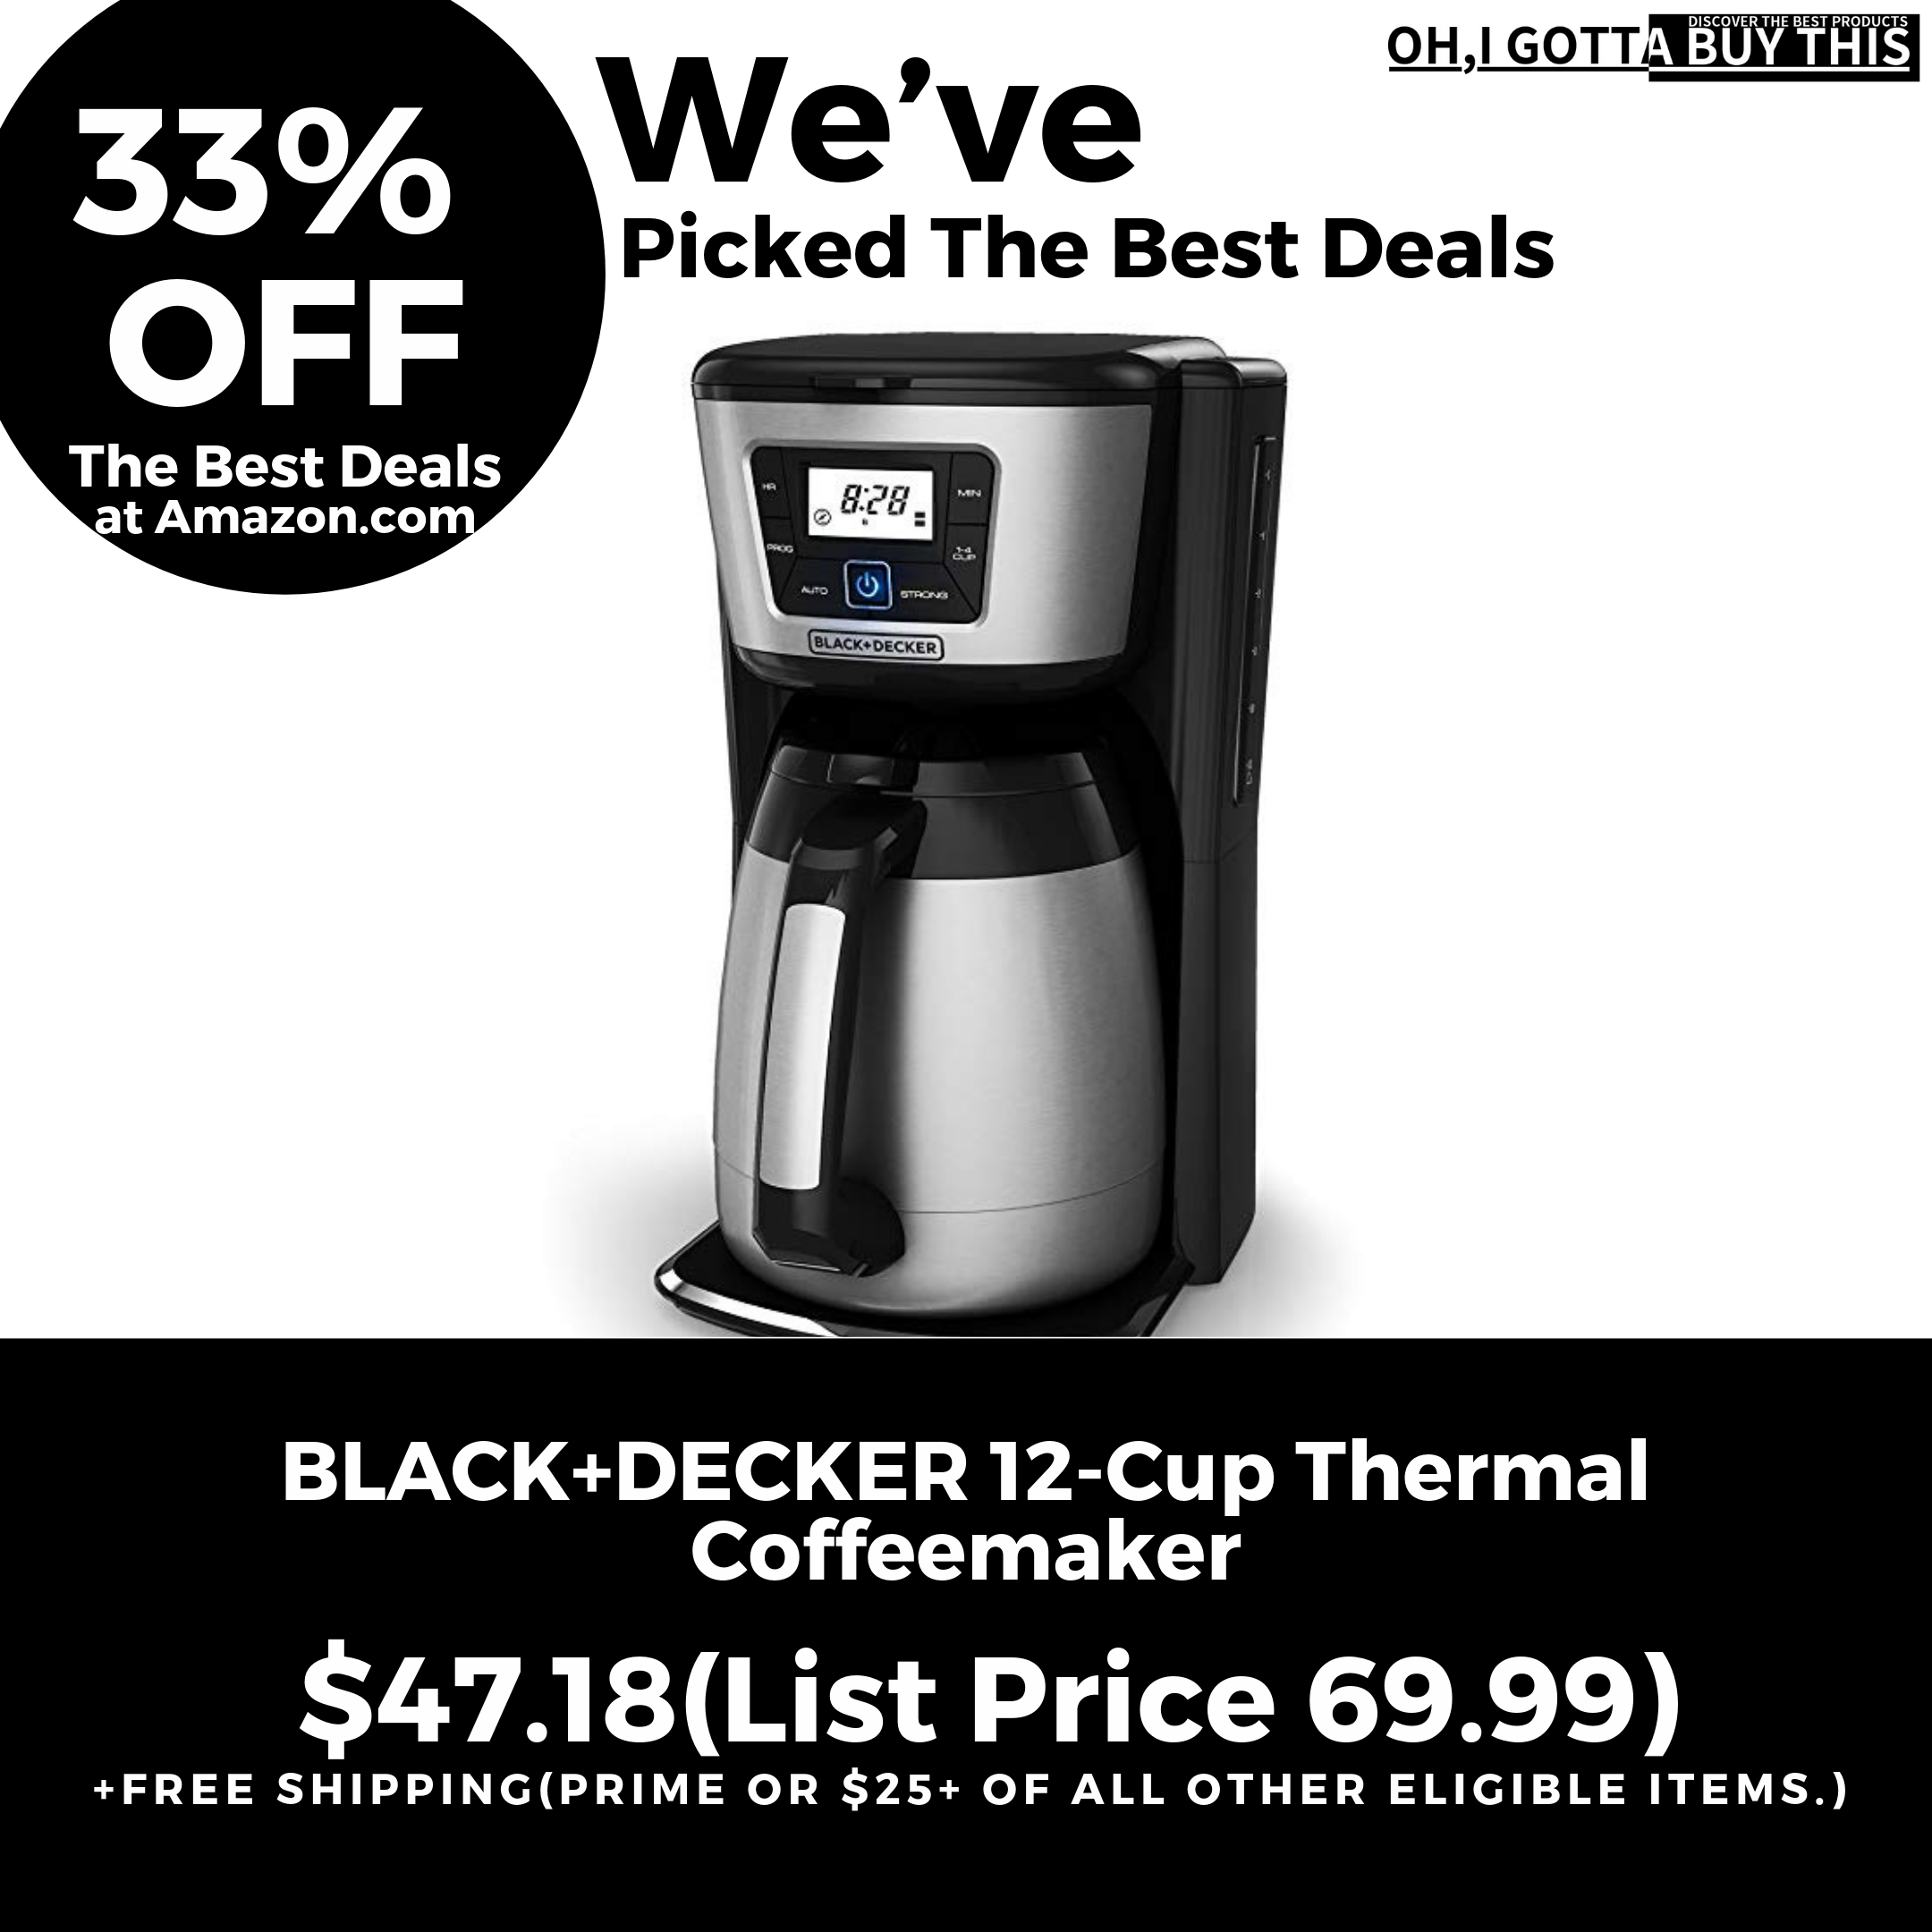 DISCOVER THE BEST PRODUCTS
OH,I GOTTA BUY THIS
33%
OFF
The Best Deals
at Amazon.com
We’ve
Picked The Best Deals
HR
8:28
MIN
PROG
1-4
CUP
AUTO
STRONG
BLACK+DECKER
BLACK+DECKER 12-Cup Thermal
Coffeemaker
$47.18(List Price 69.99)
+FREE SHIPPING(PRIME OR $25+ OF ALL OTHER ELIGIBLE ITEMS.)